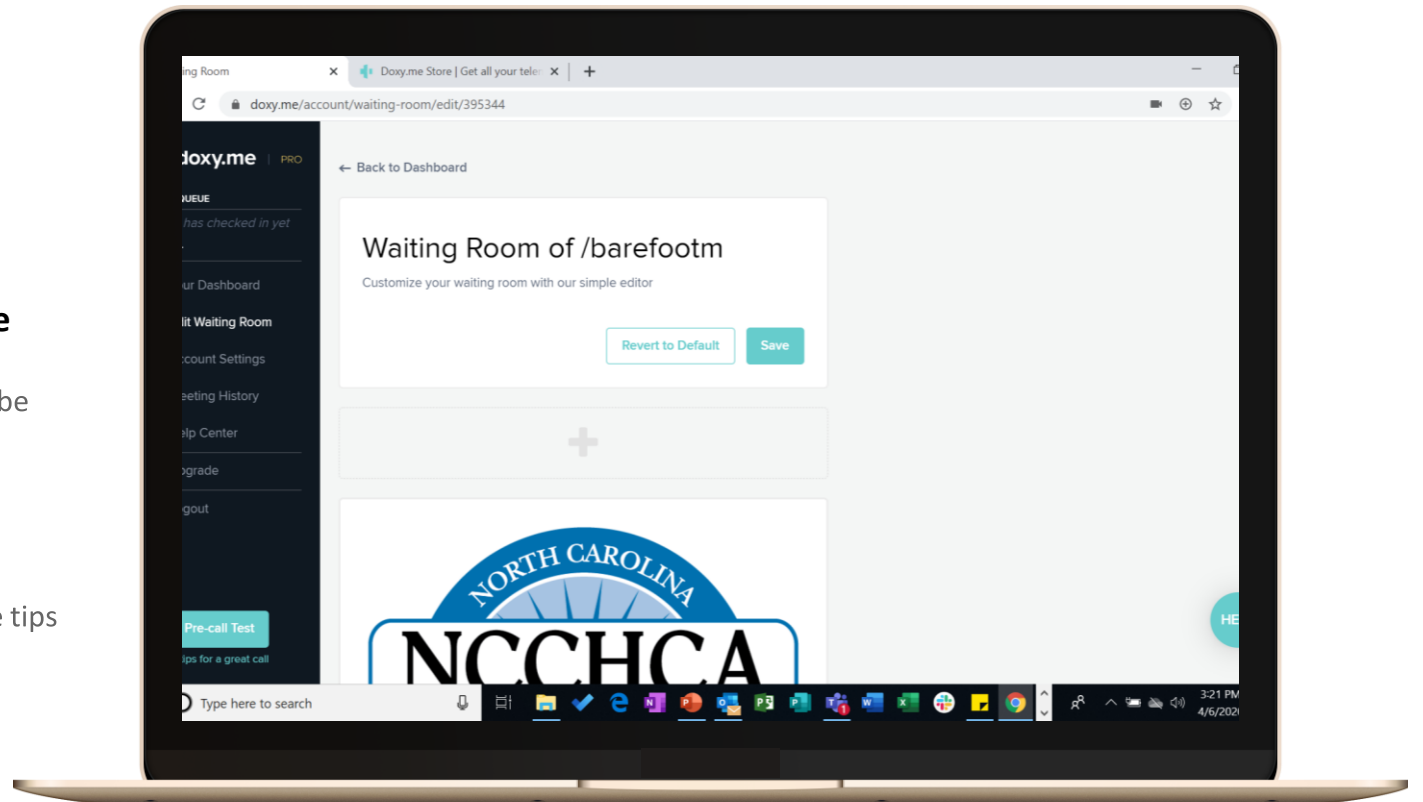 ing Room
Doxy.me Store | Get all your tele
doxy.me/account/waiting-room/edit/395344
doxy.me | PRO
← Back to Dashboard
UEUE
has checked in yet
Waiting Room of /barefootm
Customize your waiting room with our simple editor
ur Dashboard
it Waiting Room
ccount Settings
eeting History
elp Center
pgrade
gout
Revert to Default
Save
e
be
e tips
NORTH CAROLINA
NCCHCA
Pre-call Test
ips for a great call
HE
Type here to search
3:21 PM
4/6/202